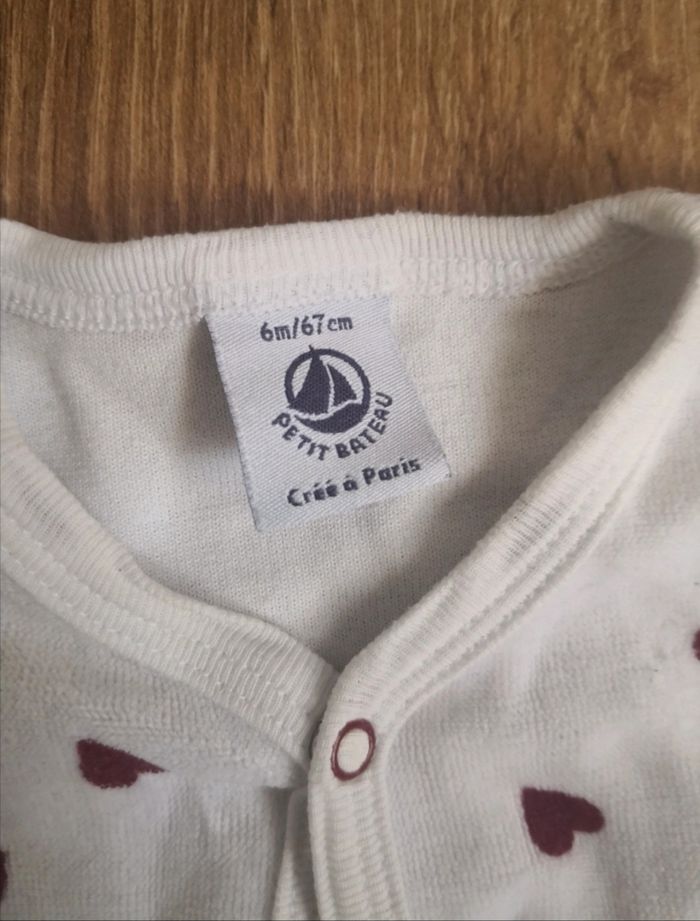 6m/67cm
PETIT BATEAU
Créé à Paris